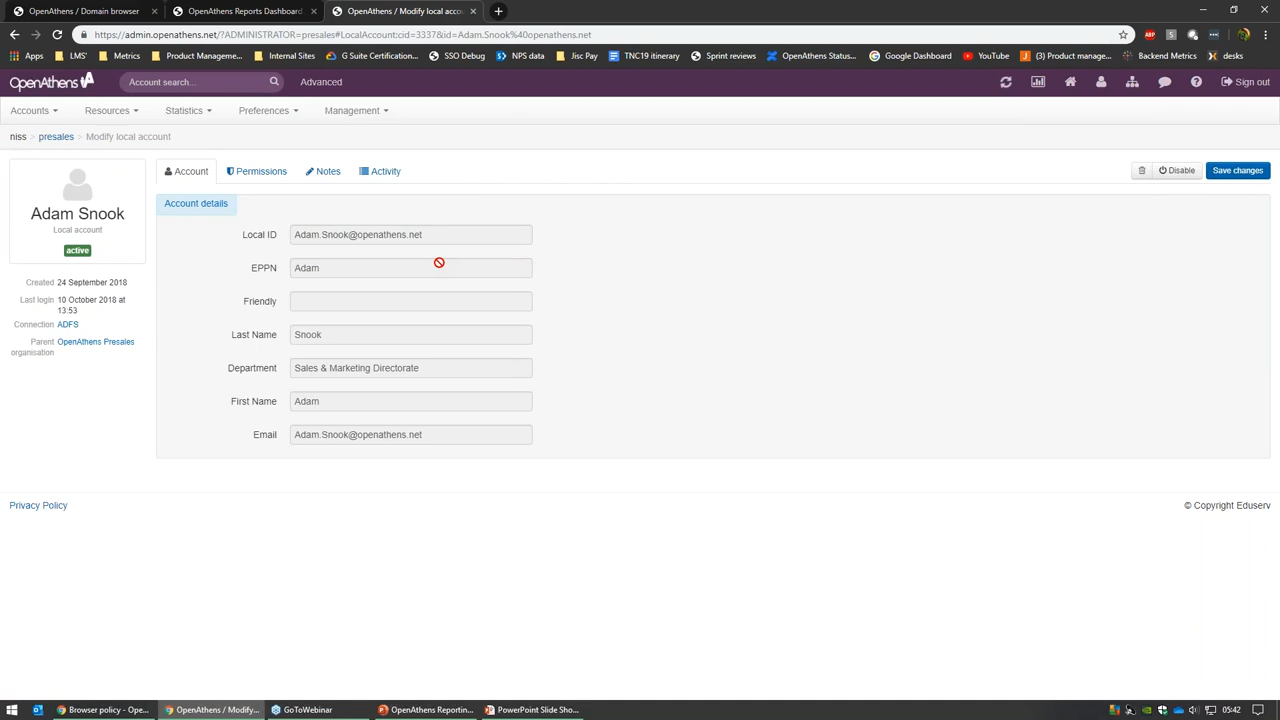 OpenAthens / Domain browser
OpenAthens Reports Dashboard
OpenAthens / Modify local accou
https://admin.openathens.net/?ADMINISTRATOR=presales#LocalAccount;cid=3337&id=Adam.Snook%40openathens.net
Apps LMS' Metrics Product Manageme... Internal Sites G Suite Certification... SSO Debug NPS data Jisc Pay TNC19 itinerary Sprint reviews OpenAthens Status... Google Dashboard YouTube (3) Product manage... Backend Metrics desks
OpenAthens Account search... Advanced Sign out
Accounts Resources Statistics Preferences Management
niss > presales > Modify local account
Account Permissions Notes Activity Disable Save changes
Adam Snook
Local account
active
Created 24 September 2018
Last login 10 October 2018 at
13:53
Connection ADFS
Parent OpenAthens Presales
organisation
Account details
Local ID Adam.Snook@openathens.net
EPPN Adam
Friendly
Last Name Snook
Department Sales & Marketing Directorate
First Name Adam
Email Adam.Snook@openathens.net
Privacy Policy © Copyright Eduserv
Browser policy - Ope... OpenAthens / Modify... GoToWebinar OpenAthens Reportin... PowerPoint Slide Sho... 05:42